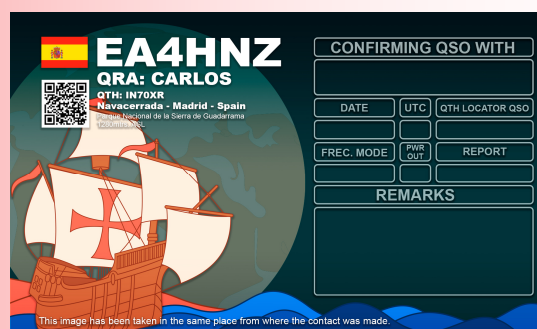 EA4HNZ
QRA: CARLOS
QTH: IN70XR
Navacerrada - Madrid - Spain
Parque Nacional de la Sierra de Guadarrama
CONFIRMING QSO WITH
DATE UTC QTH LOCATOR QSO
FREC. MODE PWR OUT REPORT
REMARKS
This image has been taken in the same place from where the contact was made.